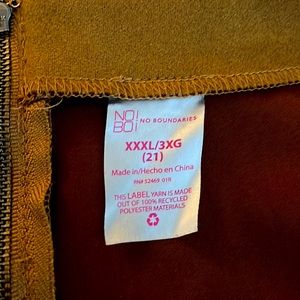 NO!
BO! NO BOUNDARIES
XXXL/3XG
(21)
Made in/Hecho en China
RN# 52469 01R
THIS LABEL YARN IS MADE
OUT OF 100% RECYCLED
POLYESTER MATERIALS